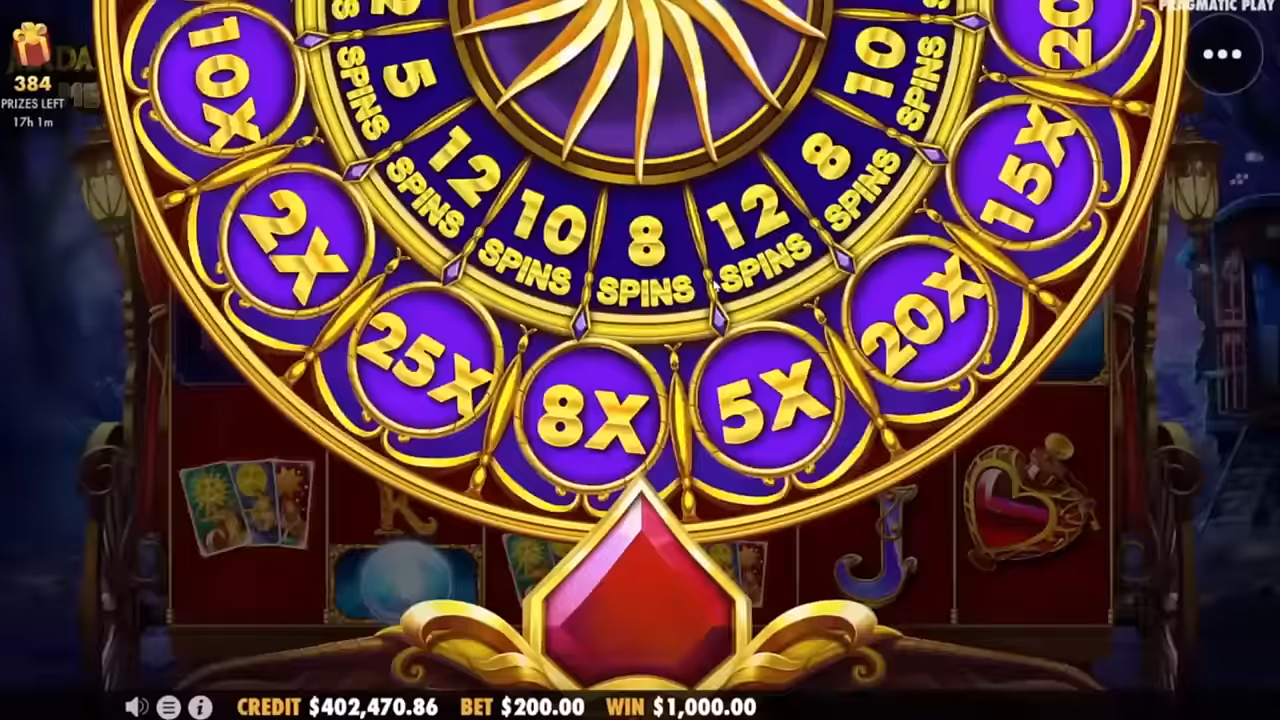 PRAGMATIC PLAY
384
PRIZES LEFT
17h 1m
10X
2X
25X
8X
5X
20X
15X
20
5
SPINS
12
SPINS
10
SPINS
8
SPINS
12
SPINS
8
SPINS
10
SPINS
K
J
CREDIT $402,470.86 BET $200.00 WIN $1,000.00